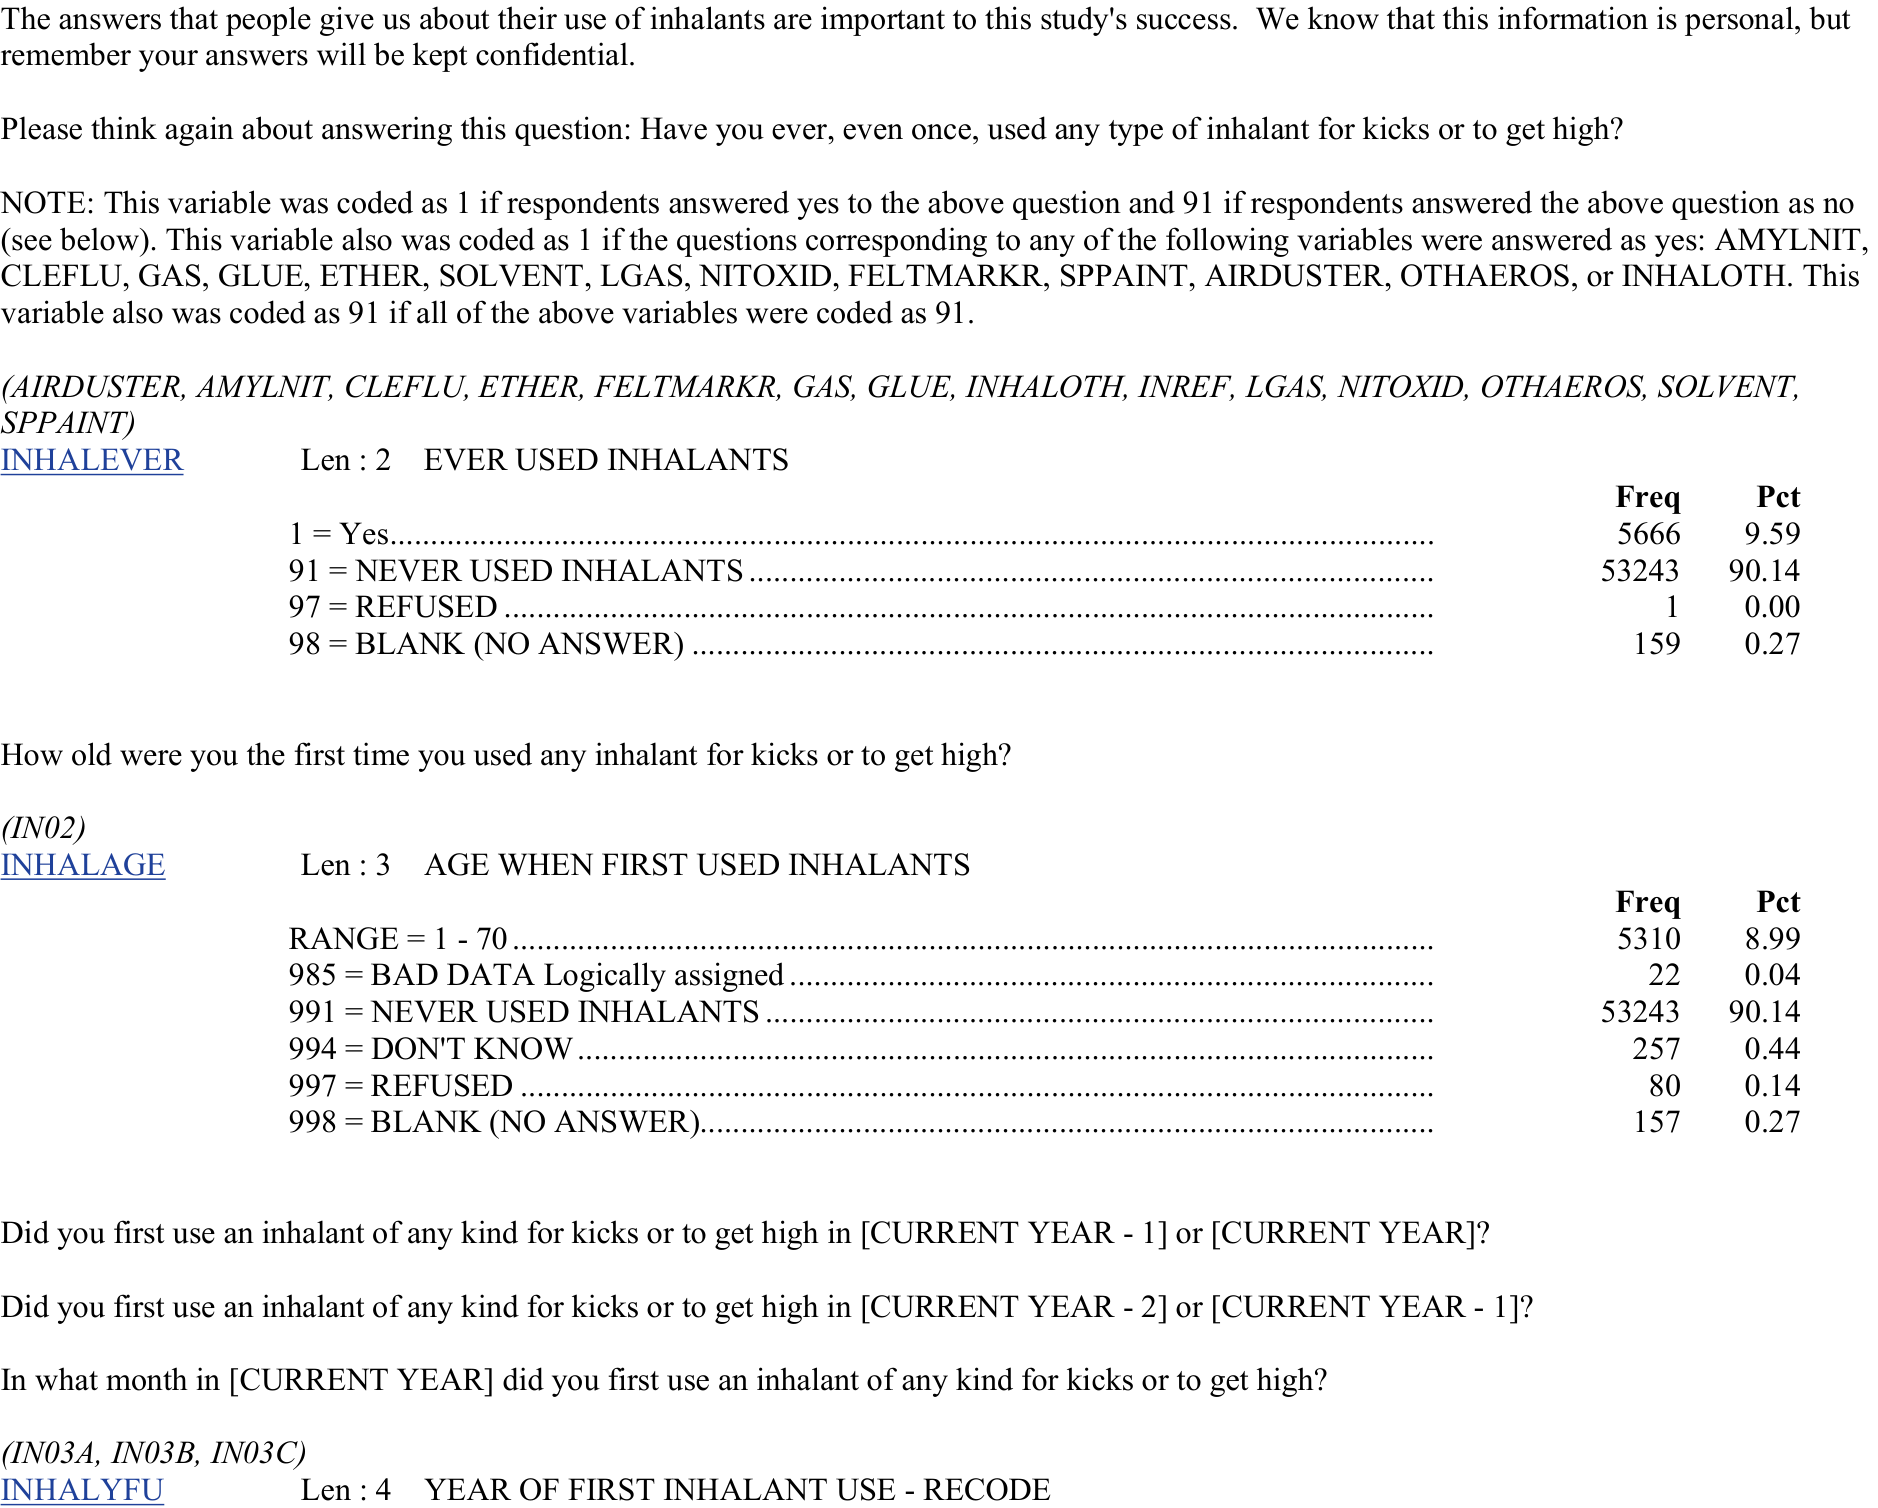 The answers that people give us about their use of inhalants are important to this study's success.  We know that this information is personal, but
remember your answers will be kept confidential.
Please think again about answering this question: Have you ever, even once, used any type of inhalant for kicks or to get high?
NOTE: This variable was coded as 1 if respondents answered yes to the above question and 91 if respondents answered the above question as no
(see below). This variable also was coded as 1 if the questions corresponding to any of the following variables were answered as yes: AMYLNIT,
CLEFLU, GAS, GLUE, ETHER, SOLVENT, LGAS, NITOXID, FELTMARKR, SPPAINT, AIRDUSTER, OTHAEROS, or INHALOTH. This
variable also was coded as 91 if all of the above variables were coded as 91.
(AIRDUSTER, AMYLNIT, CLEFLU, ETHER, FELTMARKR, GAS, GLUE, INHALOTH, INREF, LGAS, NITOXID, OTHAEROS, SOLVENT,
SPPAINT)
INHALEVER Len : 2 EVER USED INHALANTS
Freq Pct
1 = Yes........................................ 5666 9.59
91 = NEVER USED INHALANTS........................................ 53243 90.14
97 = REFUSED........................................ 1 0.00
98 = BLANK (NO ANSWER)........................................ 159 0.27
How old were you the first time you used any inhalant for kicks or to get high?
(IN02)
INHALAGE Len : 3 AGE WHEN FIRST USED INHALANTS
Freq Pct
RANGE = 1 - 70........................................ 5310 8.99
985 = BAD DATA Logically assigned........................................ 22 0.04
991 = NEVER USED INHALANTS........................................ 53243 90.14
994 = DON'T KNOW........................................ 257 0.44
997 = REFUSED........................................ 80 0.14
998 = BLANK (NO ANSWER)........................................ 157 0.27
Did you first use an inhalant of any kind for kicks or to get high in [CURRENT YEAR - 1] or [CURRENT YEAR]?
Did you first use an inhalant of any kind for kicks or to get high in [CURRENT YEAR - 2] or [CURRENT YEAR - 1]?
In what month in [CURRENT YEAR] did you first use an inhalant of any kind for kicks or to get high?
(IN03A, IN03B, IN03C)
INHALYFU Len : 4 YEAR OF FIRST INHALANT USE - RECODE